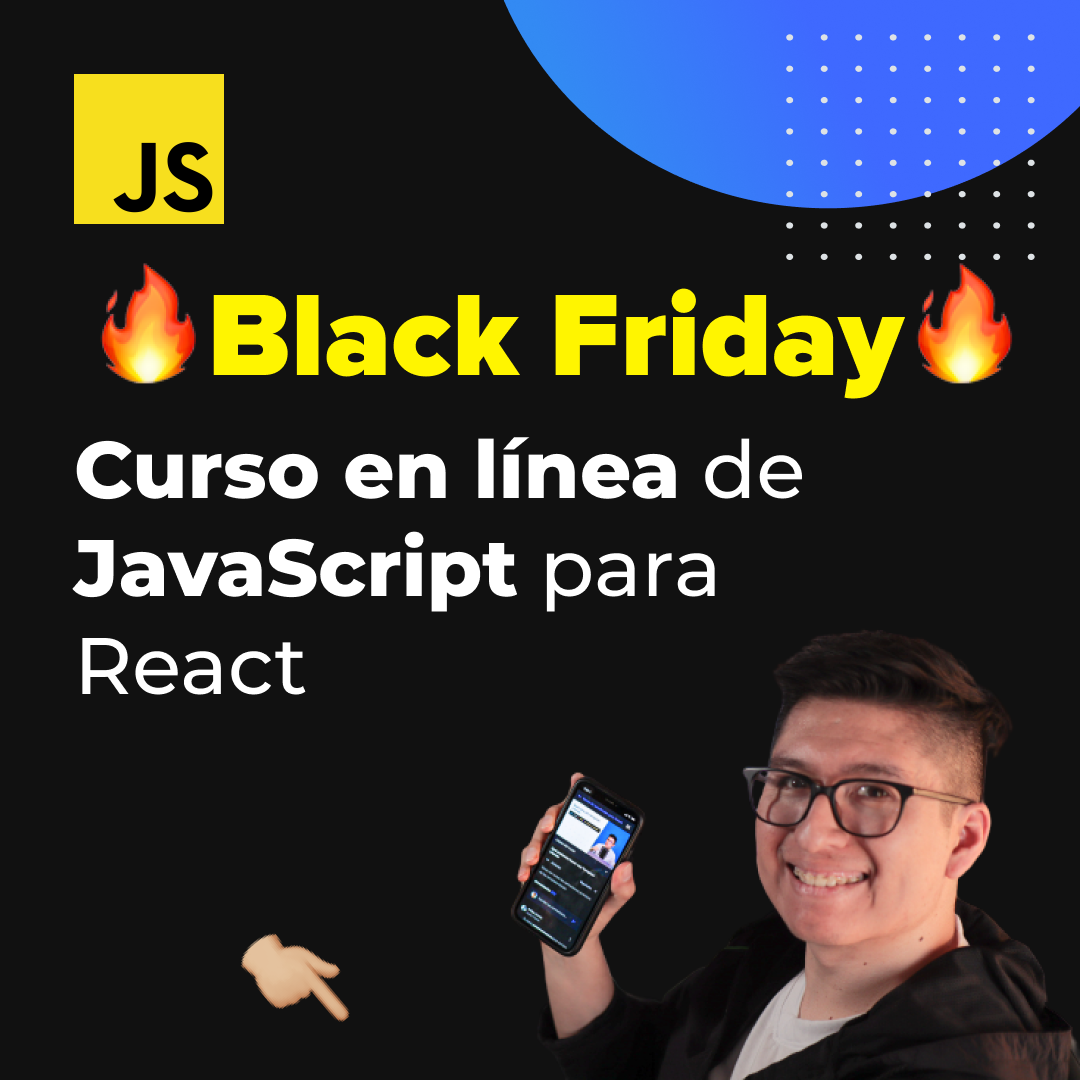 JS
🔥Black Friday🔥
Curso en línea de
JavaScript para
React